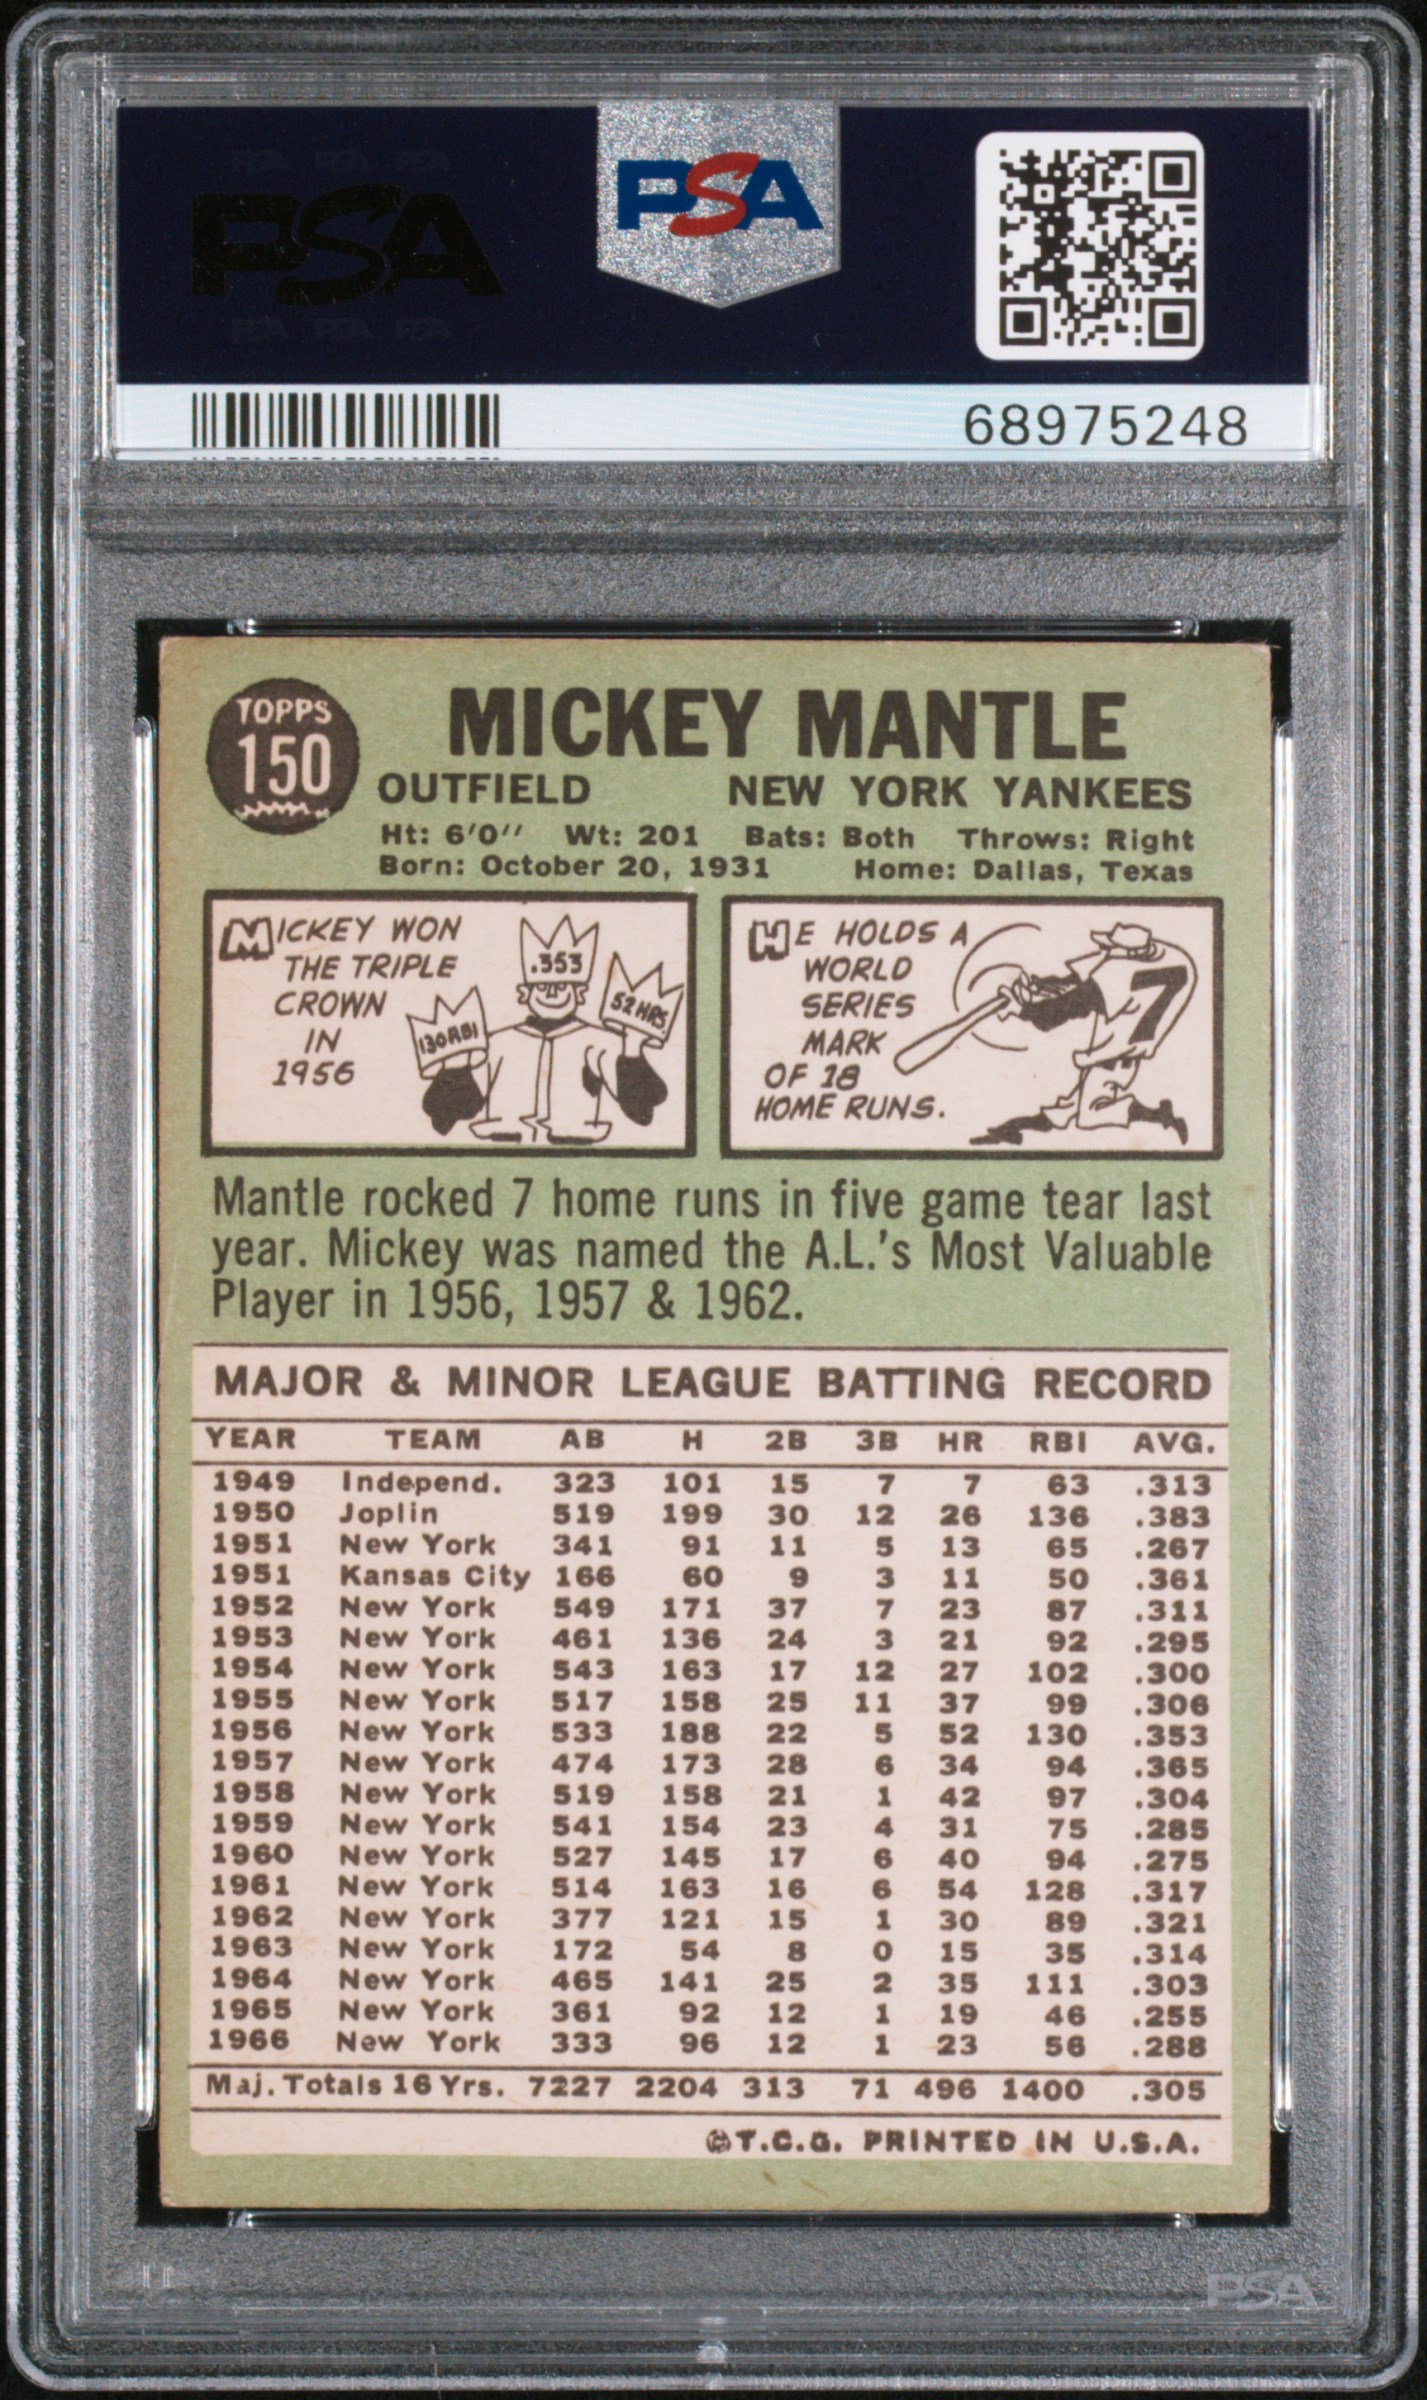 PSA PSA PSA
PSA
PSA PSA PSA
PSA
68975248
TOPPS
150
MICKEY MANTLE
OUTFIELD NEW YORK YANKEES
Ht: 6'0'' Wt: 201 Bats: Both Throws: Right
Born: October 20, 1931 Home: Dallas, Texas
MICKEY WON
THE TRIPLE
CROWN
IN
1956
.353
130 RBI
52 HRS.
HE HOLDS A
WORLD
SERIES
MARK
OF 18
HOME RUNS.
7
Mantle rocked 7 home runs in five game tear last
year. Mickey was named the A.L.'s Most Valuable
Player in 1956, 1957 & 1962.
MAJOR & MINOR LEAGUE BATTING RECORD
YEAR TEAM AB H 2B 3B HR RBI AVG.
1949 Independ. 323 101 15 7 7 63 .313
1950 Joplin 519 199 30 12 26 136 .383
1951 New York 341 91 11 5 13 65 .267
1951 Kansas City 166 60 9 3 11 50 .361
1952 New York 549 171 37 7 23 87 .311
1953 New York 461 136 24 3 21 92 .295
1954 New York 543 163 17 12 27 102 .300
1955 New York 517 158 25 11 37 99 .306
1956 New York 533 188 22 5 52 130 .353
1957 New York 474 173 28 6 34 94 .365
1958 New York 519 158 21 1 42 97 .304
1959 New York 541 154 23 4 31 75 .285
1960 New York 527 145 17 6 40 94 .275
1961 New York 514 163 16 6 54 128 .317
1962 New York 377 121 15 1 30 89 .321
1963 New York 172 54 8 0 15 35 .314
1964 New York 465 141 25 2 35 111 .303
1965 New York 361 92 12 1 19 46 .255
1966 New York 333 96 12 1 23 56 .288
Maj. Totals 16 Yrs. 7227 2204 313 71 496 1400 .305
©T.C.G. PRINTED IN U.S.A.
PSA